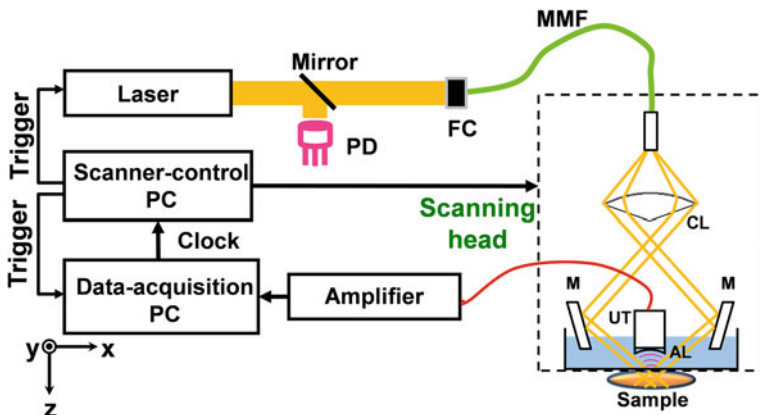 MMF
Mirror
Laser
FC
PD
Trigger
Scanner-control
PC
Scanning
head
CL
Trigger
Clock
Data-acquisition
PC
Amplifier
M
M
UT
AL
y
x
z
Sample